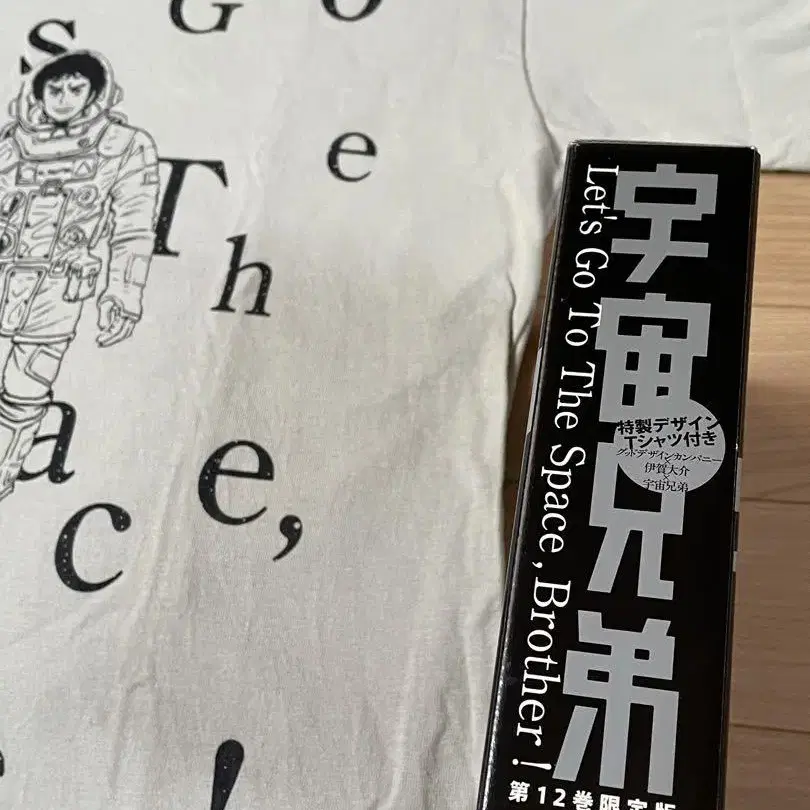 s G o
T h e
a
c e,
!
宇宙兄弟
Let's Go To The Space, Brother!
特製デザイン
Tシャツ付き
グッドデザインカンパニー
×
伊賀大介
×
宇宙兄弟
第12巻限定版